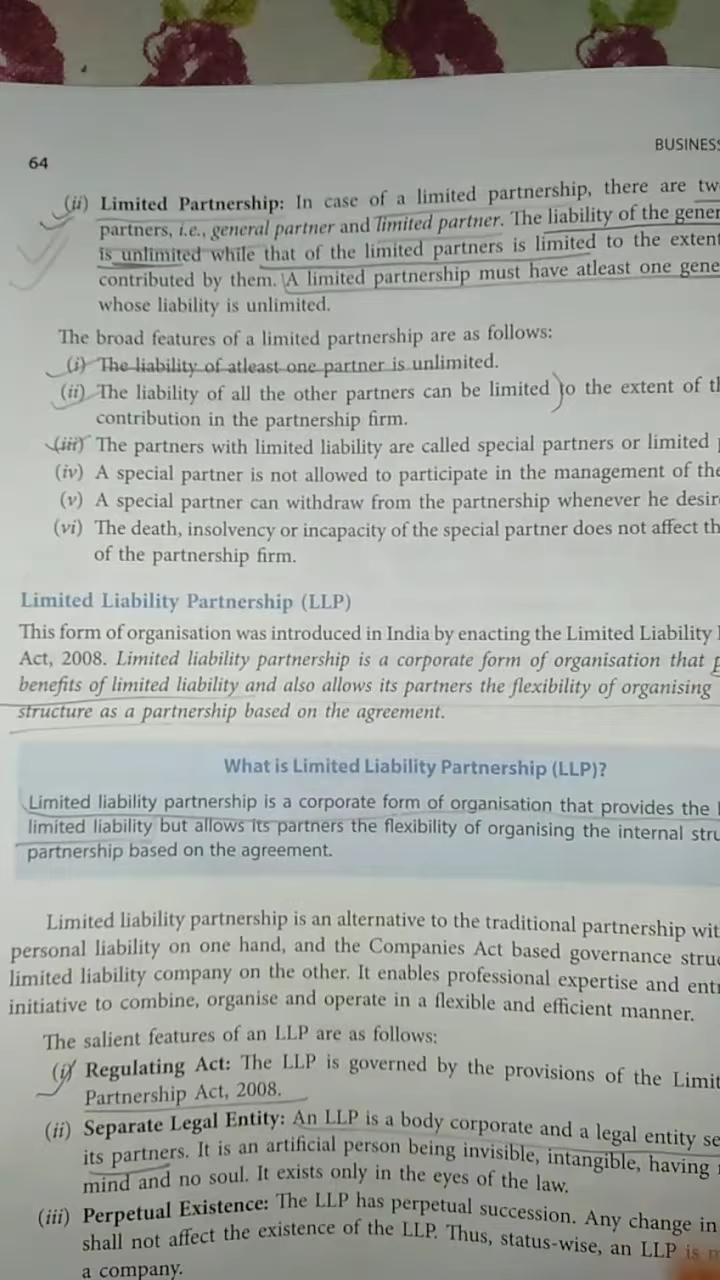 BUSINESS
64
(ii) Limited Partnership: In case of a limited partnership, there are tw
partners, i.e., general partner and limited partner. The liability of the gener
is unlimited while that of the limited partners is limited to the extent
contributed by them. A limited partnership must have atleast one gene
whose liability is unlimited.
The broad features of a limited partnership are as follows:
(i) The liability of atleast one partner is unlimited.
(ii) The liability of all the other partners can be limited to the extent of th
contribution in the partnership firm.
(iii) The partners with limited liability are called special partners or limited
(iv) A special partner is not allowed to participate in the management of the
(v) A special partner can withdraw from the partnership whenever he desir
(vi) The death, insolvency or incapacity of the special partner does not affect th
of the partnership firm.
Limited Liability Partnership (LLP)
This form of organisation was introduced in India by enacting the Limited Liability
Act, 2008. Limited liability partnership is a corporate form of organisation that p
benefits of limited liability and also allows its partners the flexibility of organising
structure as a partnership based on the agreement.
What is Limited Liability Partnership (LLP)?
Limited liability partnership is a corporate form of organisation that provides the
limited liability but allows its partners the flexibility of organising the internal stru
partnership based on the agreement.
Limited liability partnership is an alternative to the traditional partnership wit
personal liability on one hand, and the Companies Act based governance stru
limited liability company on the other. It enables professional expertise and entr
initiative to combine, organise and operate in a flexible and efficient manner.
The salient features of an LLP are as follows:
(i) Regulating Act: The LLP is governed by the provisions of the Limit
Partnership Act, 2008.
(ii) Separate Legal Entity: An LLP is a body corporate and a legal entity se
its partners. It is an artificial person being invisible, intangible, having
mind and no soul. It exists only in the eyes of the law.
(iii) Perpetual Existence: The LLP has perpetual succession. Any change in
shall not affect the existence of the LLP. Thus, status-wise, an LLP is
a company.